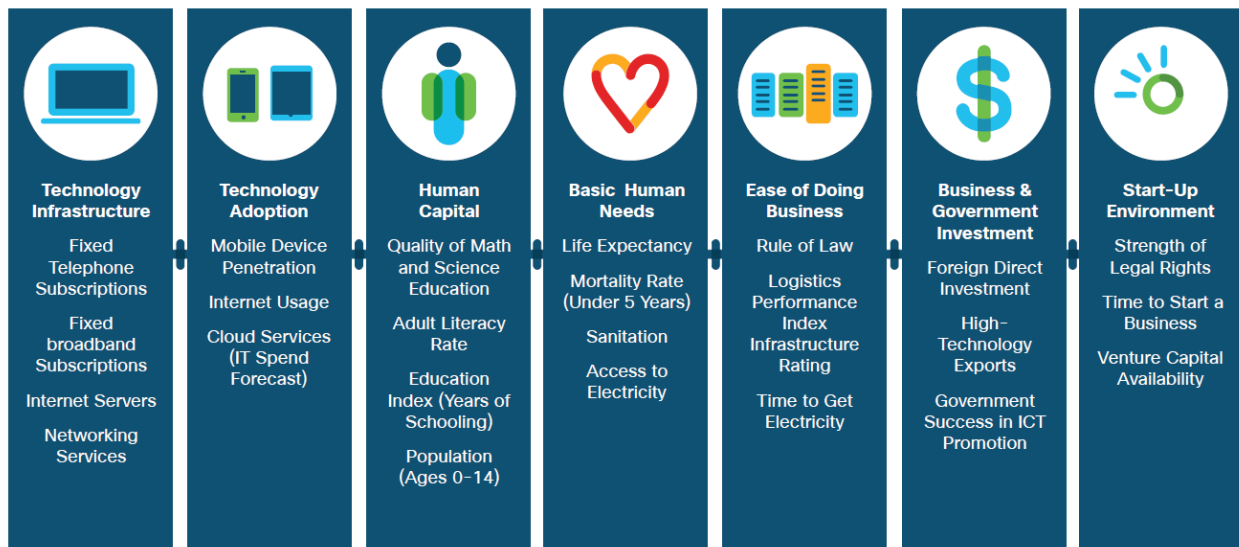 Technology
Infrastructure
Fixed
Telephone
Subscriptions
Fixed
broadband
Subscriptions
Internet Servers
Networking
Services
Technology
Adoption
Mobile Device
Penetration
Internet Usage
Cloud Services
(IT Spend
Forecast)
Human
Capital
Quality of Math
and Science
Education
Adult Literacy
Rate
Education
Index (Years of
Schooling)
Population
(Ages 0-14)
Basic Human
Needs
Life Expectancy
Mortality Rate
(Under 5 Years)
Sanitation
Access to
Electricity
Ease of Doing
Business
Rule of Law
Logistics
Performance
Index
Infrastructure
Rating
Time to Get
Electricity
Business &
Government
Investment
Foreign Direct
Investment
High-
Technology
Exports
Government
Success in ICT
Promotion
Start-Up
Environment
Strength of
Legal Rights
Time to Start a
Business
Venture Capital
Availability